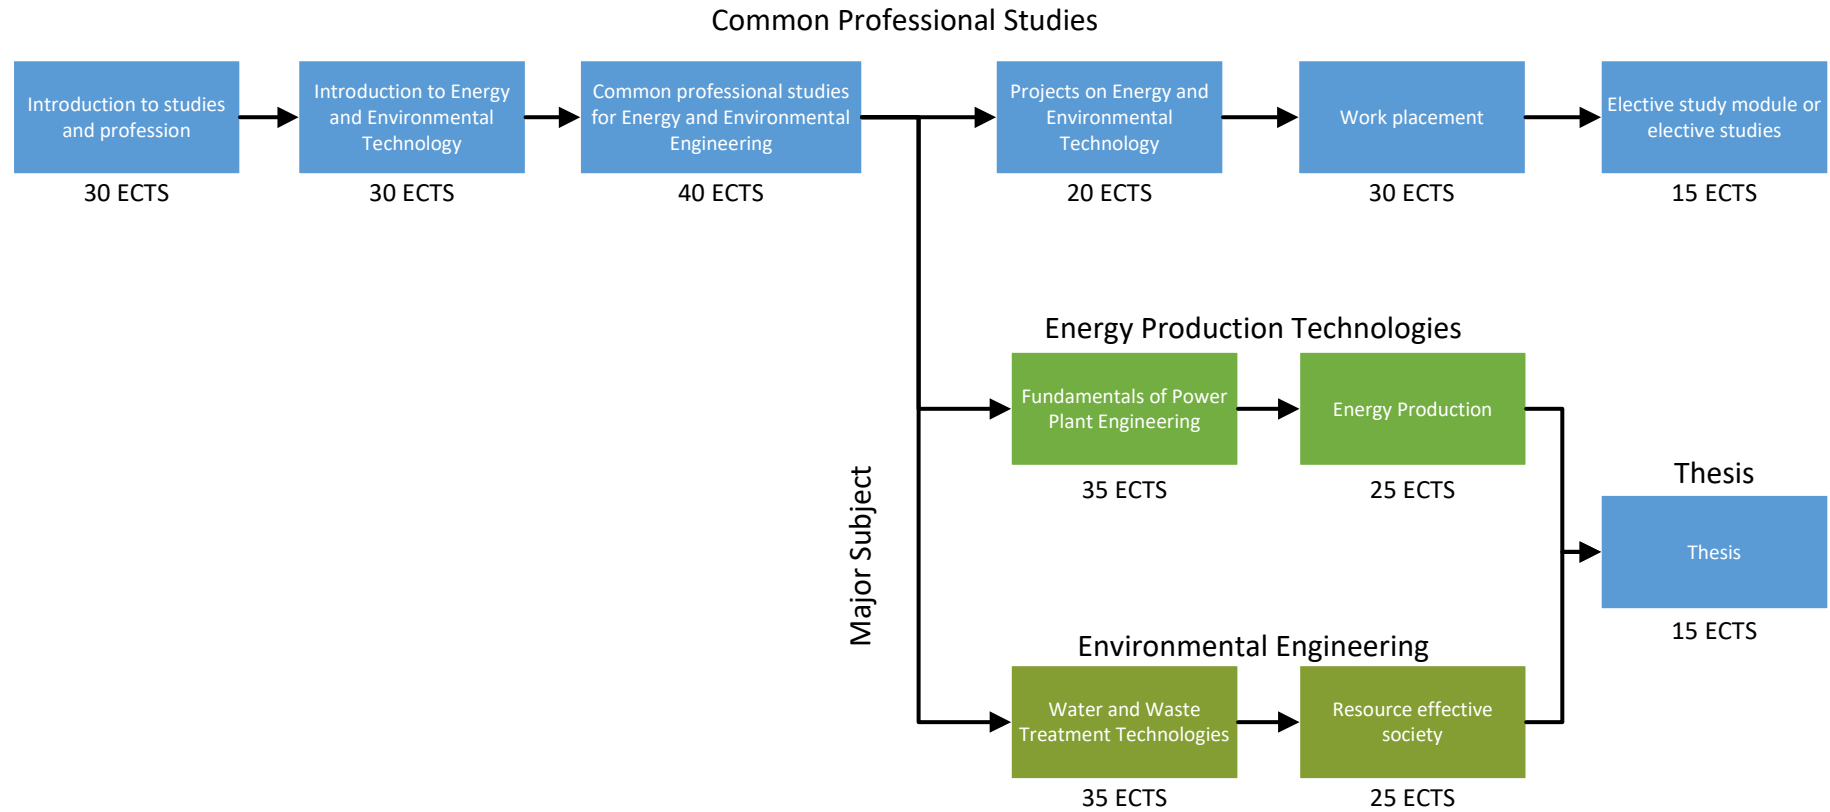 Common Professional Studies
Introduction to studies
and profession
30 ECTS
Introduction to Energy
and Environmental
Technology
30 ECTS
Common professional studies
for Energy and Environmental
Engineering
40 ECTS
Projects on Energy and
Environmental
Technology
20 ECTS
Work placement
30 ECTS
Elective study module or
elective studies
15 ECTS
Major Subject
Energy Production Technologies
Fundamentals of Power
Plant Engineering
35 ECTS
Energy Production
25 ECTS
Environmental Engineering
Water and Waste
Treatment Technologies
35 ECTS
Resource effective
society
25 ECTS
Thesis
Thesis
15 ECTS